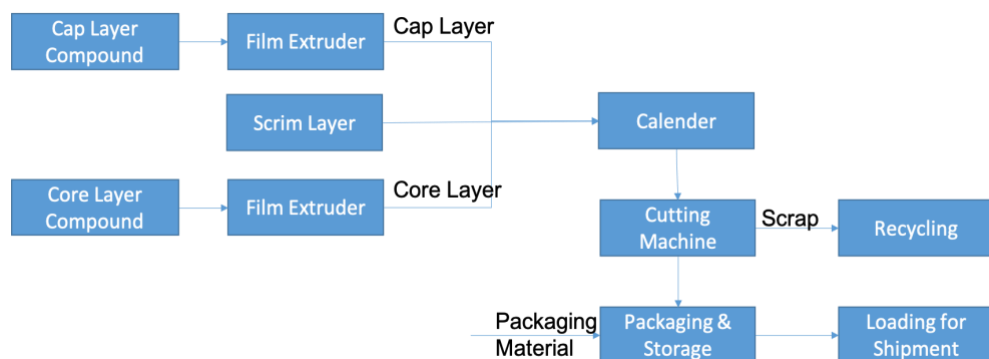 Cap Layer
Compound
Film Extruder
Cap Layer
Scrim Layer
Calender
Core Layer
Compound
Film Extruder
Core Layer
Cutting
Machine
Scrap
Recycling
Packaging
Material
Packaging &
Storage
Loading for
Shipment